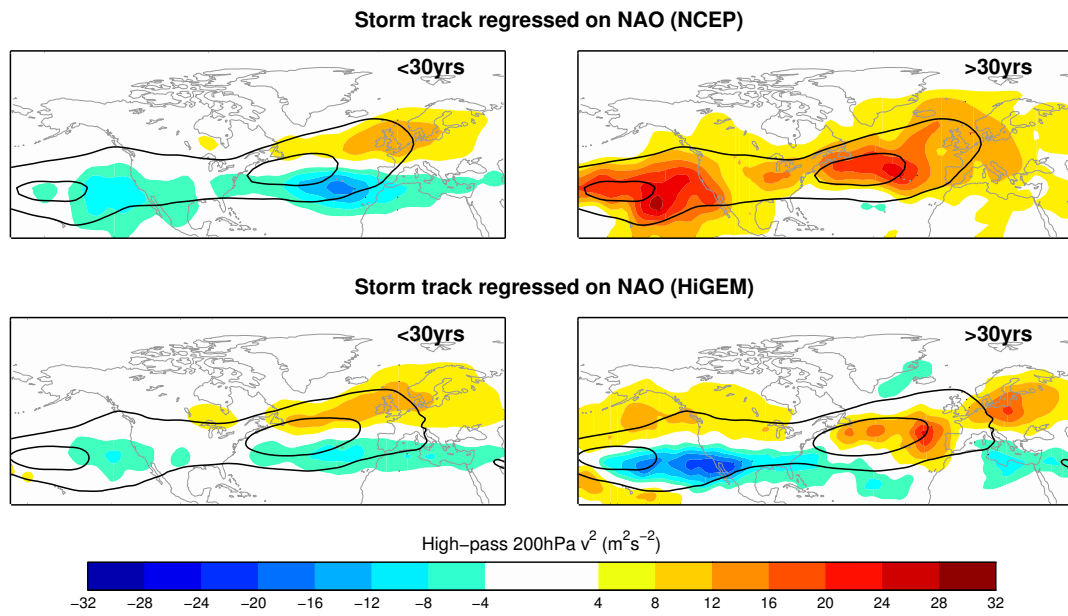 Storm track regressed on NAO (NCEP)
<30yrs
>30yrs
Storm track regressed on NAO (HiGEM)
<30yrs
>30yrs
High−pass 200hPa v² (m²s⁻²)
−32 −28 −24 −20 −16 −12 −8 −4 4 8 12 16 20 24 28 32